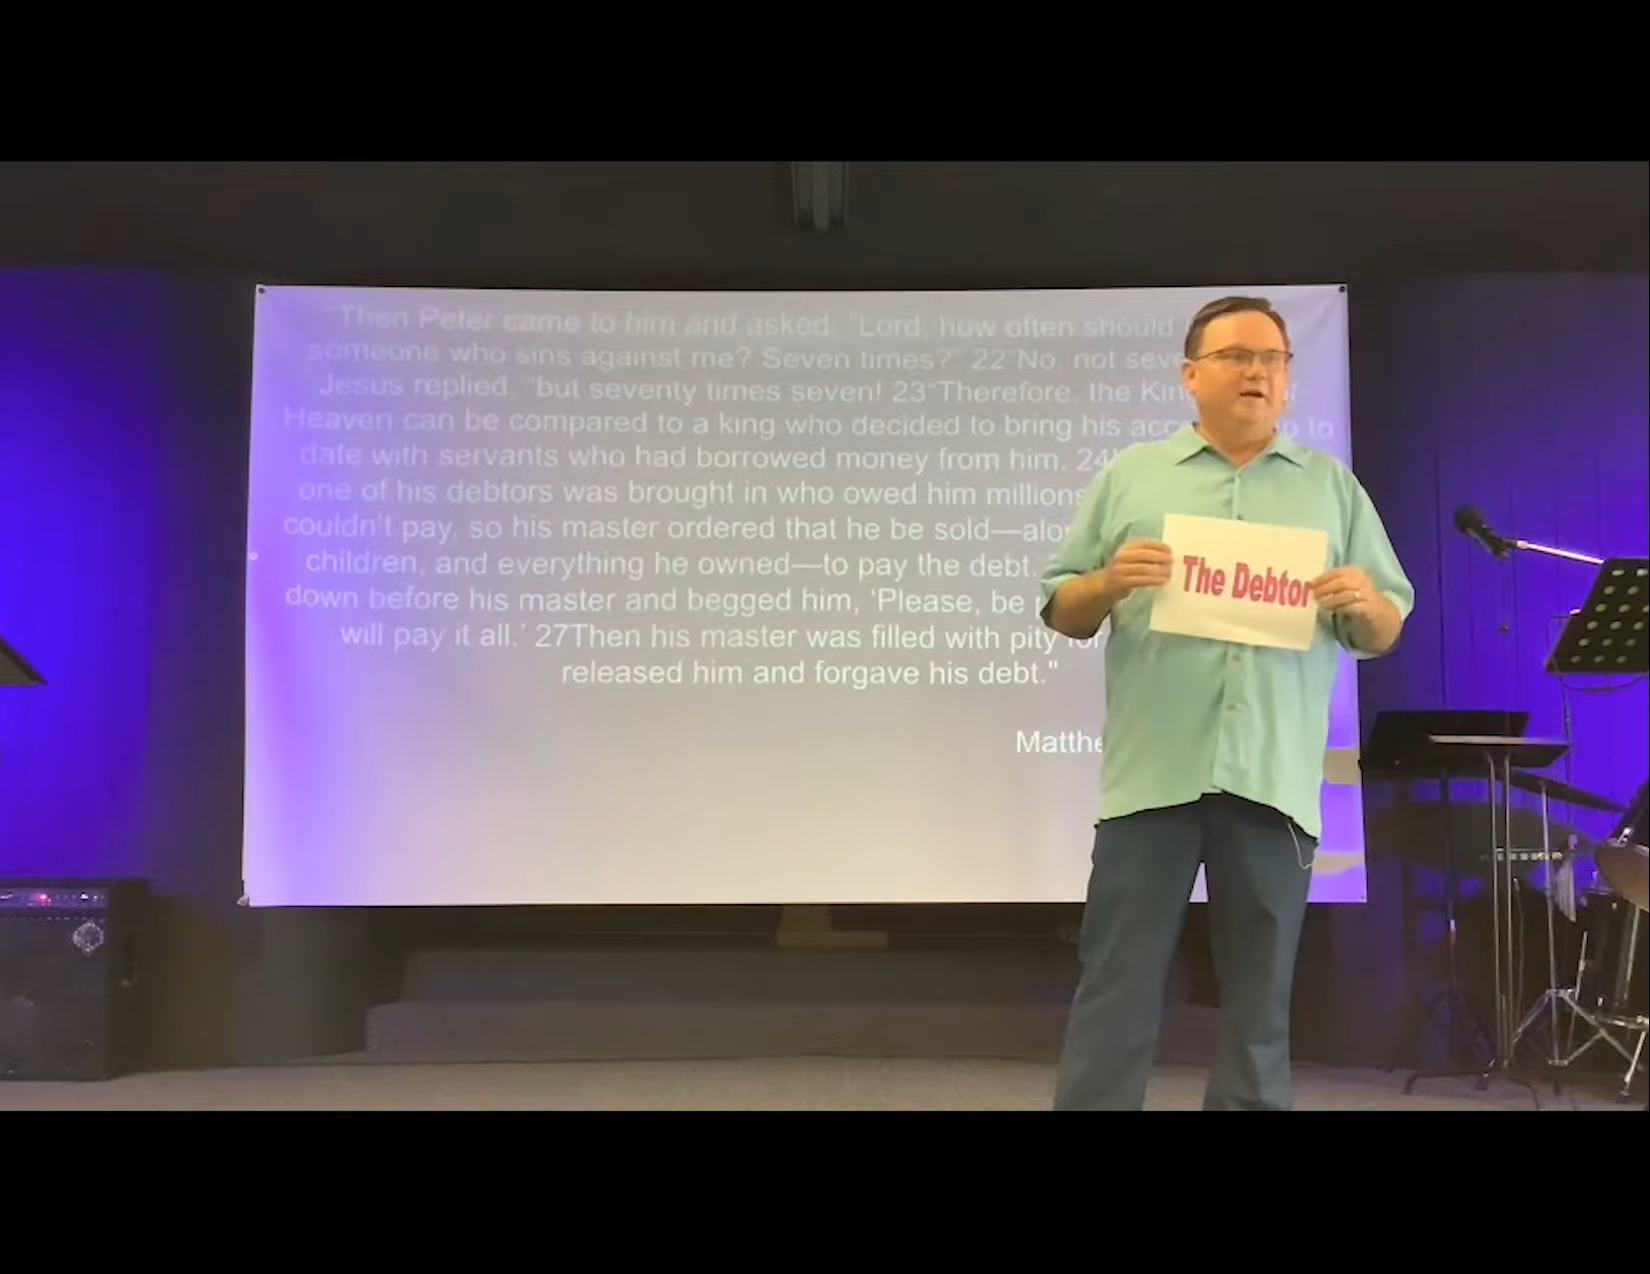 "Then Peter came to him and asked, "Lord, how often should
someone who sins against me? Seven times?" 22"No, not seve
Jesus replied, "but seventy times seven! 23"Therefore, the Kin of
Heaven can be compared to a king who decided to bring his acc to
date with servants who had borrowed money from him. 24
one of his debtors was brought in who owed him millions
couldn't pay, so his master ordered that he be sold—alo
children, and everything he owned—to pay the debt.
down before his master and begged him, 'Please, be
will pay it all.' 27Then his master was filled with pity for
released him and forgave his debt."
Matthe
The Debtor